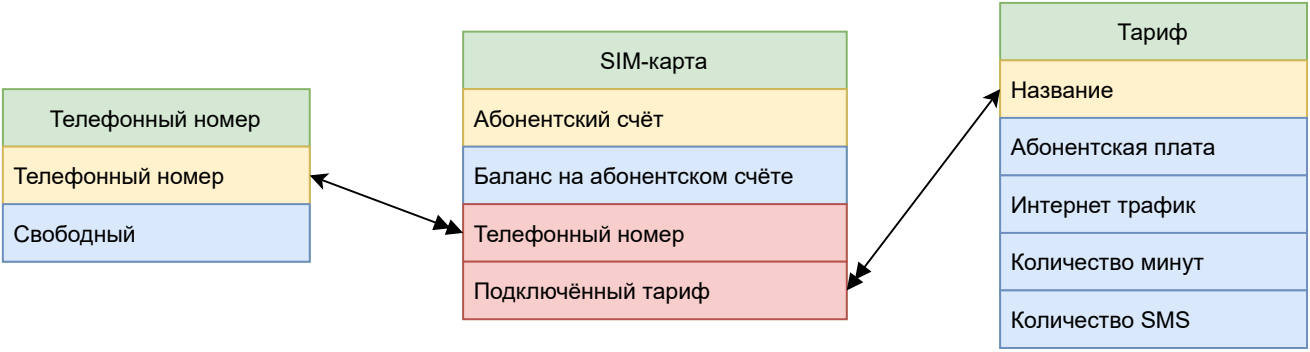 Телефонный номер
Телефонный номер
Свободный
SIM-карта
Абонентский счёт
Баланс на абонентском счёте
Телефонный номер
Подключённый тариф
Тариф
Название
Абонентская плата
Интернет трафик
Количество минут
Количество SMS